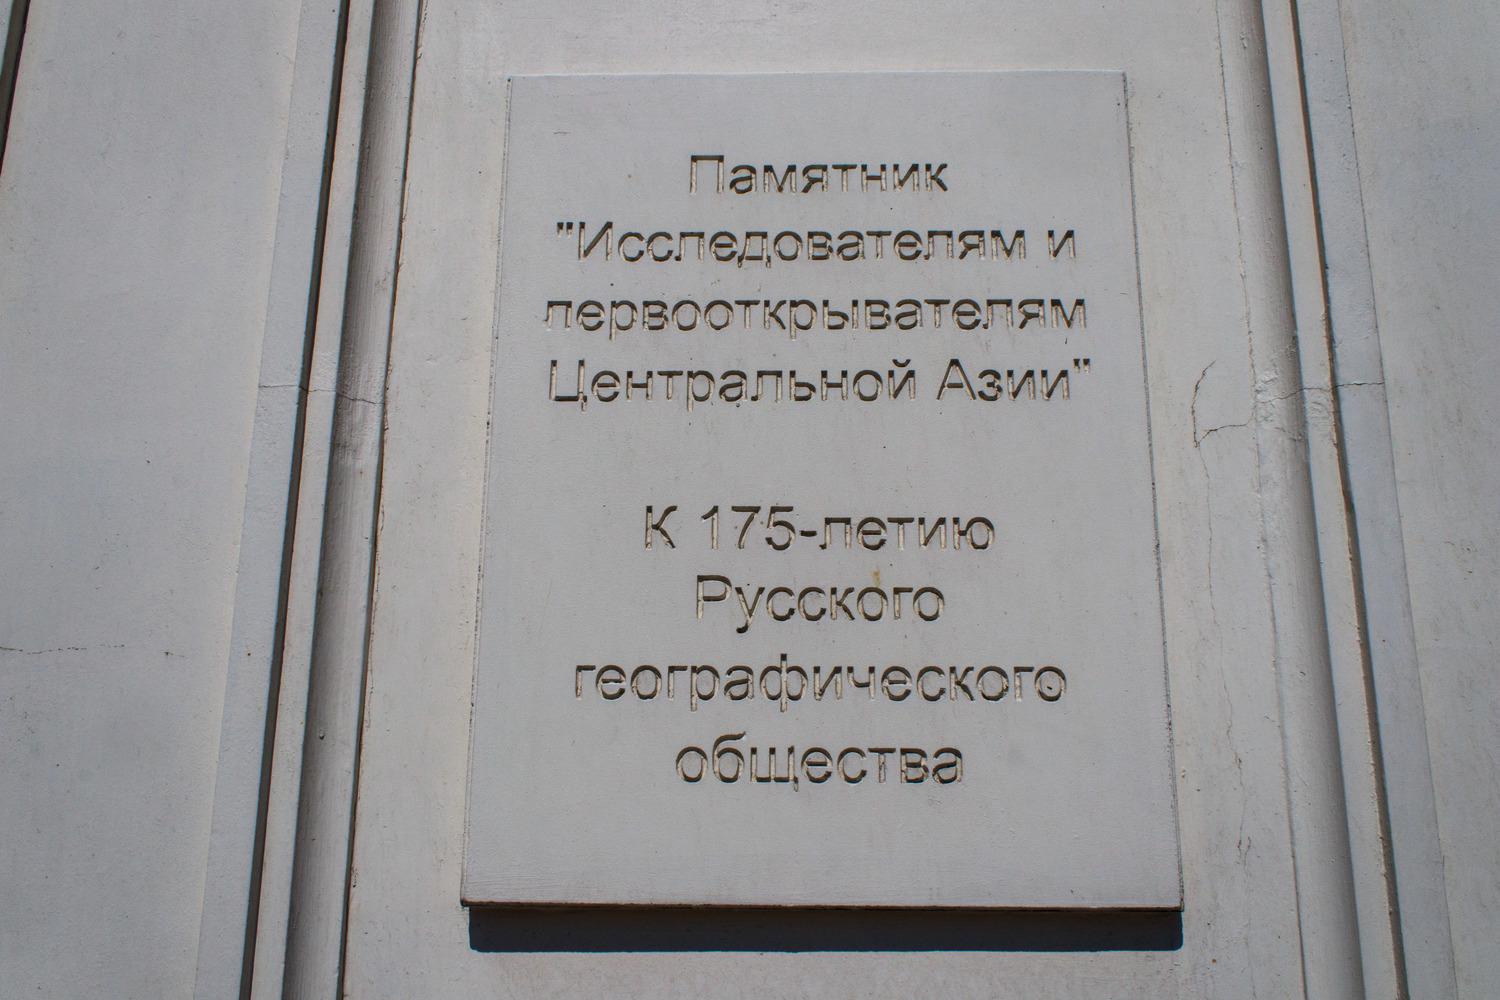 Памятник
"Исследователям и
первооткрывателям
Центральной Азии"
К 175-летию
Русского
географического
общества